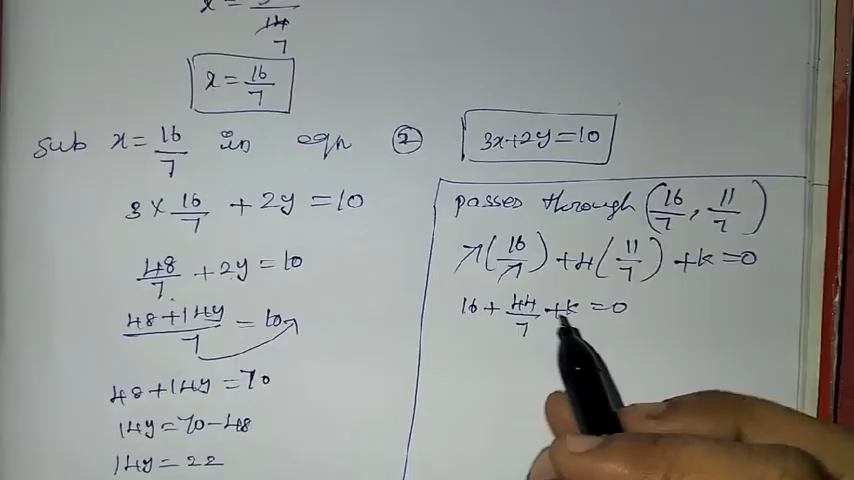 x =
14
7
x = 16/7
Sub x = 16/7 in eqn ②
3 × 16/7 + 2y = 10
48/7 + 2y = 10
48 + 14y / 7 = 10
48 + 14y = 70
14y = 70 - 48
14y = 22
3x + 2y = 10
passes through (16/7, 11/7)
7(16/7) + 4(11/7) + k = 0
16 + 44/7 + k = 0